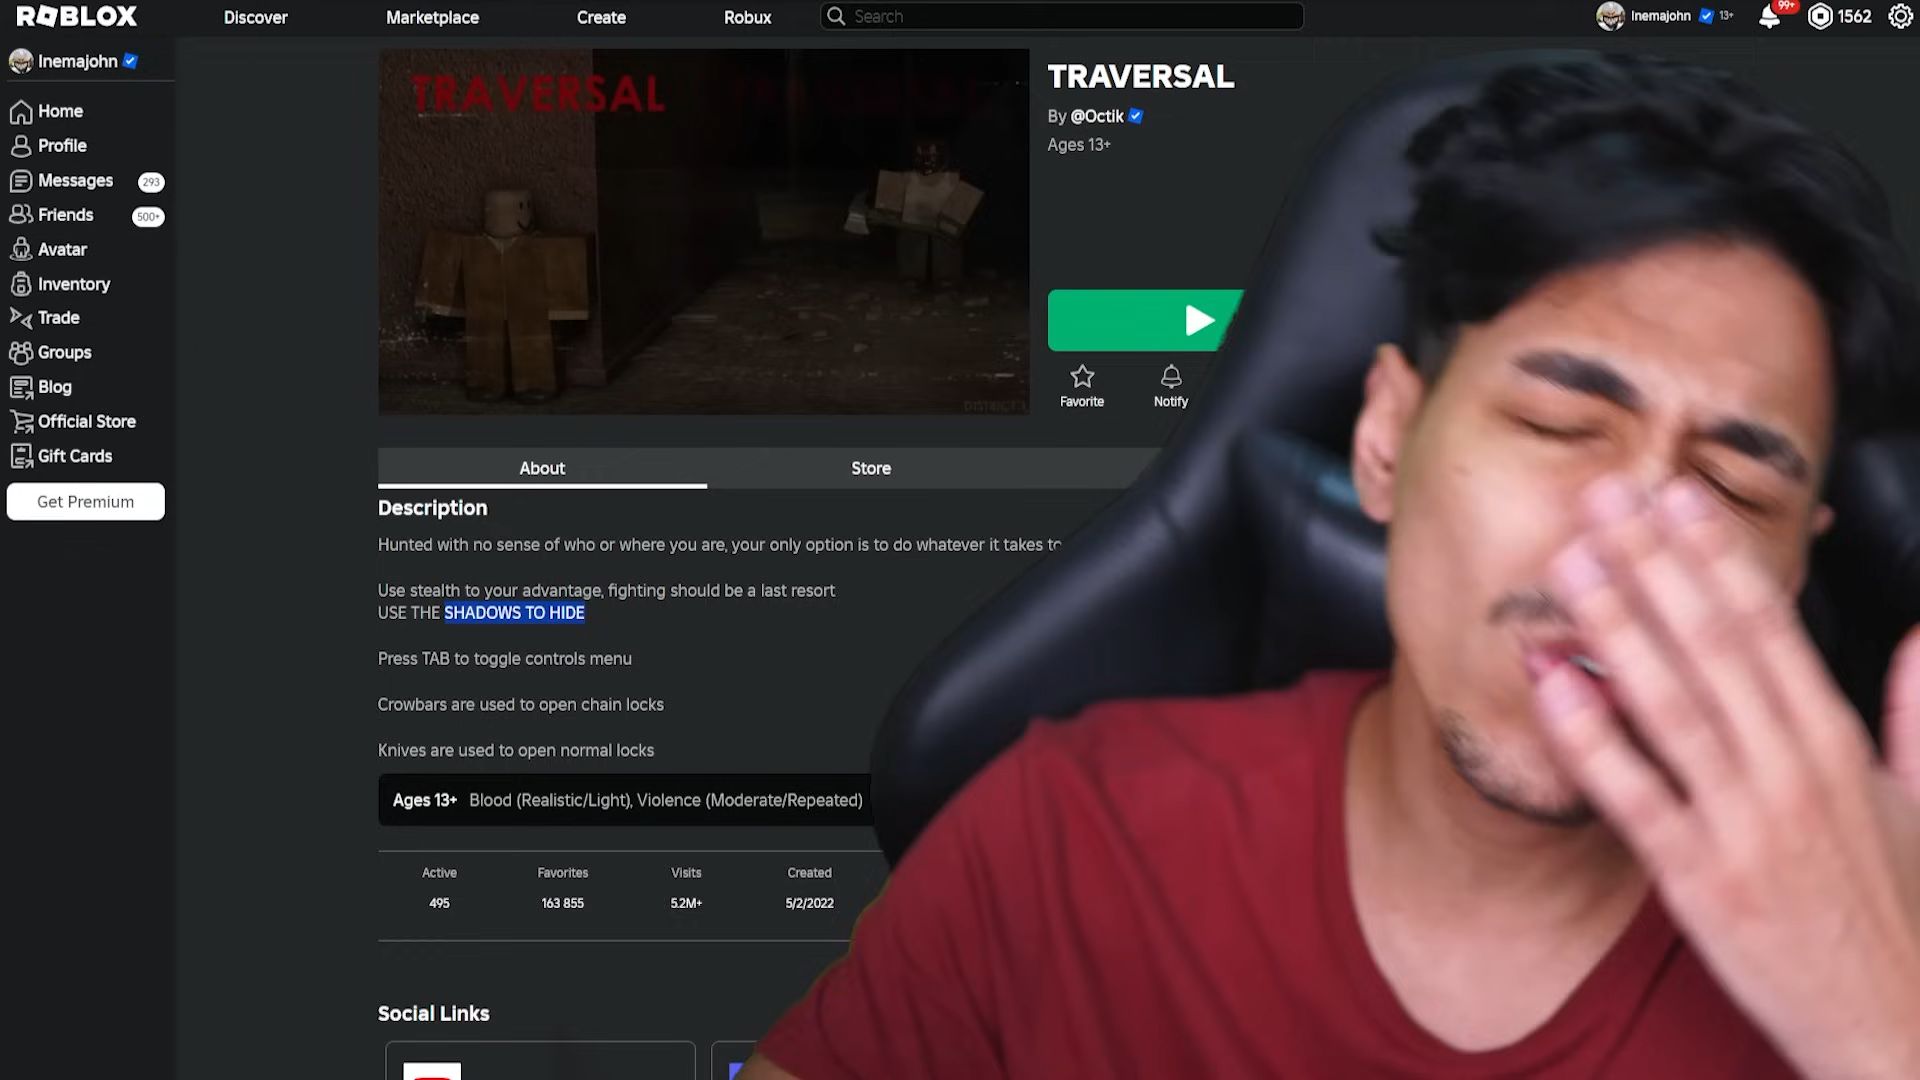 ROBLOX
Discover
Marketplace
Create
Robux
Search
Inemajohn
13+
99+
1562
Inemajohn
Home
Profile
Messages
293
Friends
500+
Avatar
Inventory
Trade
Groups
Blog
Official Store
Gift Cards
Get Premium
TRAVERSAL
TRAVERSAL
By @Octik
Ages 13+
Favorite
Notify
About
Store
Description
Hunted with no sense of who or where you are, your only option is to do whatever it takes to
Use stealth to your advantage, fighting should be a last resort
USE THE SHADOWS TO HIDE
Press TAB to toggle controls menu
Crowbars are used to open chain locks
Knives are used to open normal locks
Ages 13+ Blood (Realistic/Light), Violence (Moderate/Repeated)
Active
Favorites
Visits
Created
495
163 855
5.2M+
5/2/2022
Social Links